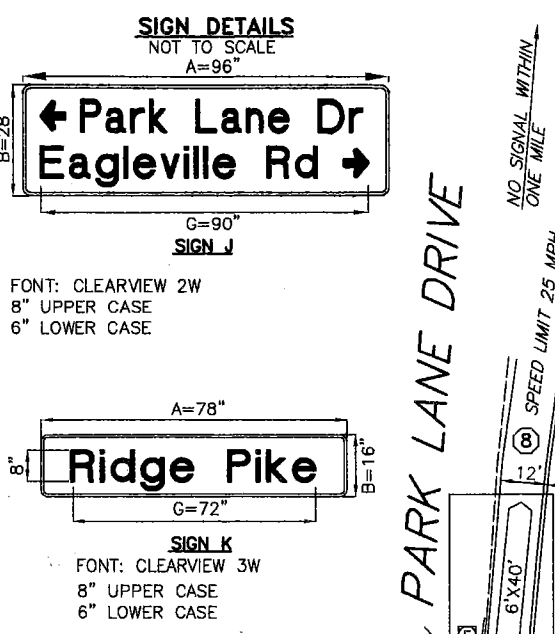 SIGN DETAILS
NOT TO SCALE
A=96"
B=28
← Park Lane Dr
Eagleville Rd →
G=90"
SIGN J
FONT: CLEARVIEW 2W
8" UPPER CASE
6" LOWER CASE
A=78"
8"
Ridge Pike
B=16"
G=72"
SIGN K
FONT: CLEARVIEW 3W
8" UPPER CASE
6" LOWER CASE
PARK LANE DRIVE
NO SIGNAL WITHIN
ONE MILE
SPEED LIMIT 25 MPH
8
12'
6'X40'